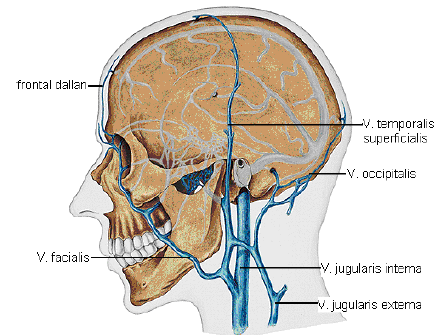 frontal dallan
V. temporalis
superficialis
V. occipitalis
V. facialis
V. jugularis interna
V. jugularis externa